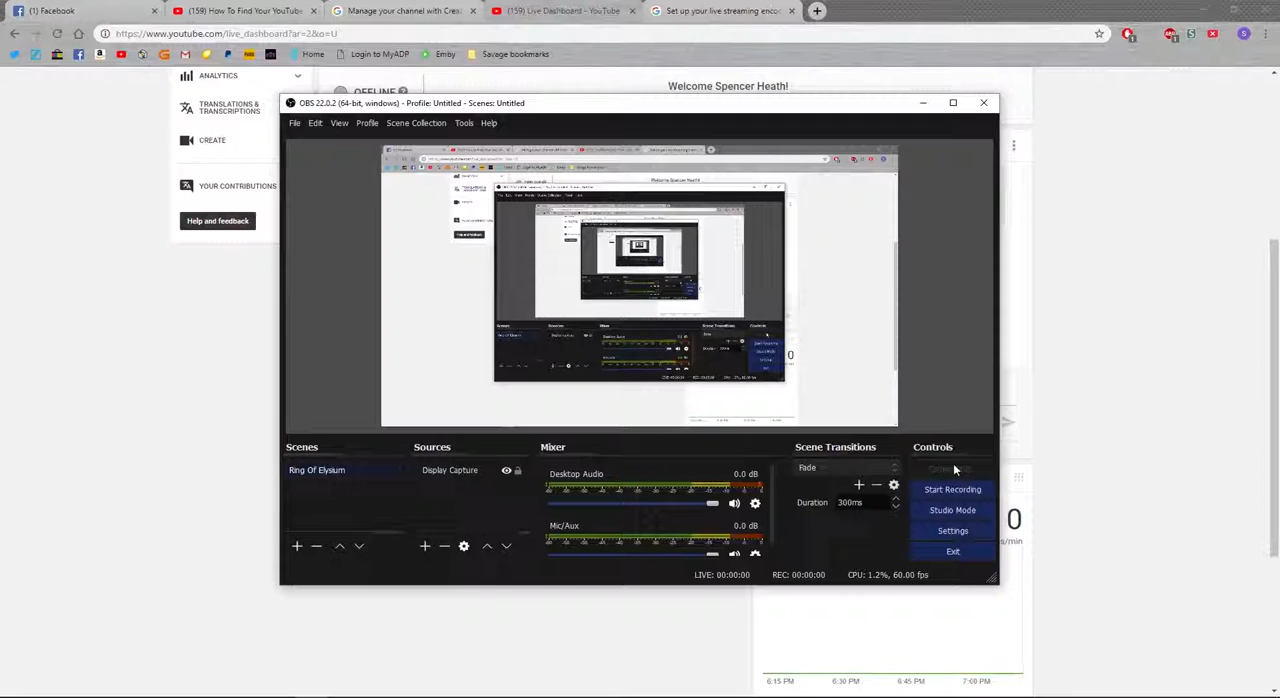 (1) Facebook
(159) How To Find Your YouTube
Manage your channel with Crea
(159) Live Dashboard - YouTube
Set up your live streaming enco
https://www.youtube.com/live_dashboard?ar=2&o=U
Home
Login to MyADP
Emby
Savage bookmarks
ANALYTICS
TRANSLATIONS &
TRANSCRIPTIONS
CREATE
YOUR CONTRIBUTIONS
Help and feedback
OFFLINE
Welcome Spencer Heath!
OBS 22.0.2 (64-bit, windows) - Profile: Untitled - Scenes: Untitled
File Edit View Profile Scene Collection Tools Help
Scenes
Ring Of Elysium
Sources
Display Capture
Mixer
Desktop Audio 0.0 dB
Mic/Aux 0.0 dB
Scene Transitions
Fade
Duration 300ms
Controls
Start Recording
Studio Mode
Settings
Exit
LIVE: 00:00:00 REC: 00:00:00 CPU: 1.2%, 60.00 fps
0
0
s/min
6:15 PM 6:30 PM 6:45 PM 7:00 PM